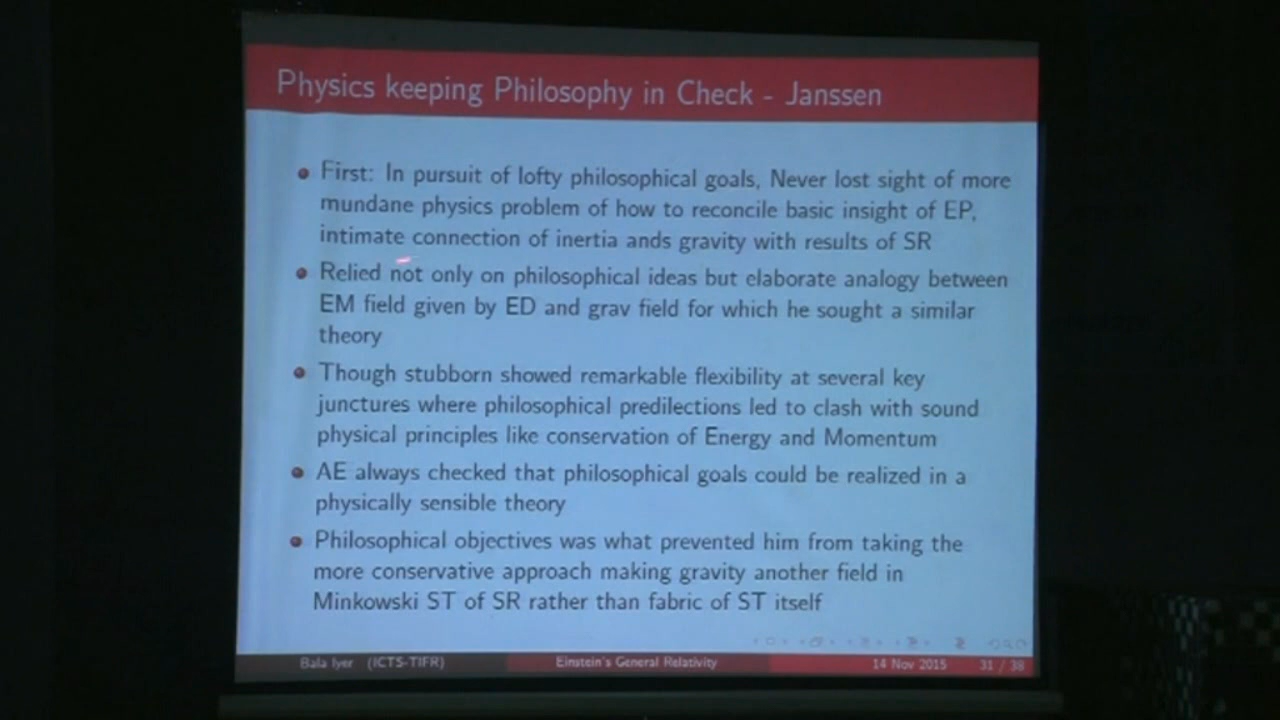 Physics keeping Philosophy in Check - Janssen
First: In pursuit of lofty philosophical goals, Never lost sight of more
mundane physics problem of how to reconcile basic insight of EP,
intimate connection of inertia ands gravity with results of SR
Relied not only on philosophical ideas but elaborate analogy between
EM field given by ED and grav field for which he sought a similar
theory
Though stubborn showed remarkable flexibility at several key
junctures where philosophical predilections led to clash with sound
physical principles like conservation of Energy and Momentum
AE always checked that philosophical goals could be realized in a
physically sensible theory
Philosophical objectives was what prevented him from taking the
more conservative approach making gravity another field in
Minkowski ST of SR rather than fabric of ST itself
Bala Iyer (ICTS-TIFR) Einstein's General Relativity 14 Nov 2015 31 / 38